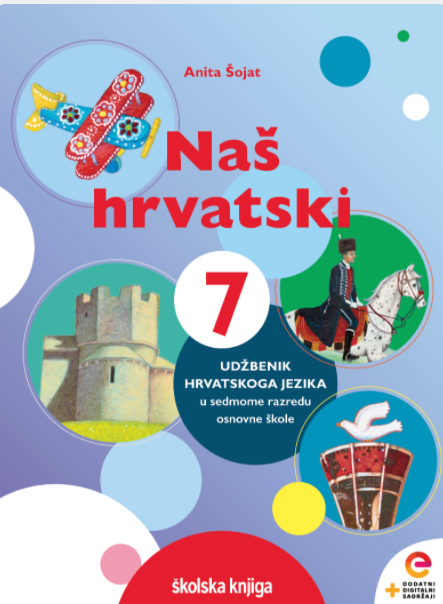 Anita Šojat
Naš
hrvatski
7
UDŽBENIK
HRVATSKOGA JEZIKA
u sedmome razredu
osnovne škole
školska knjiga
e
+ DODATNI
DIGITALNI
SADRŽAJI